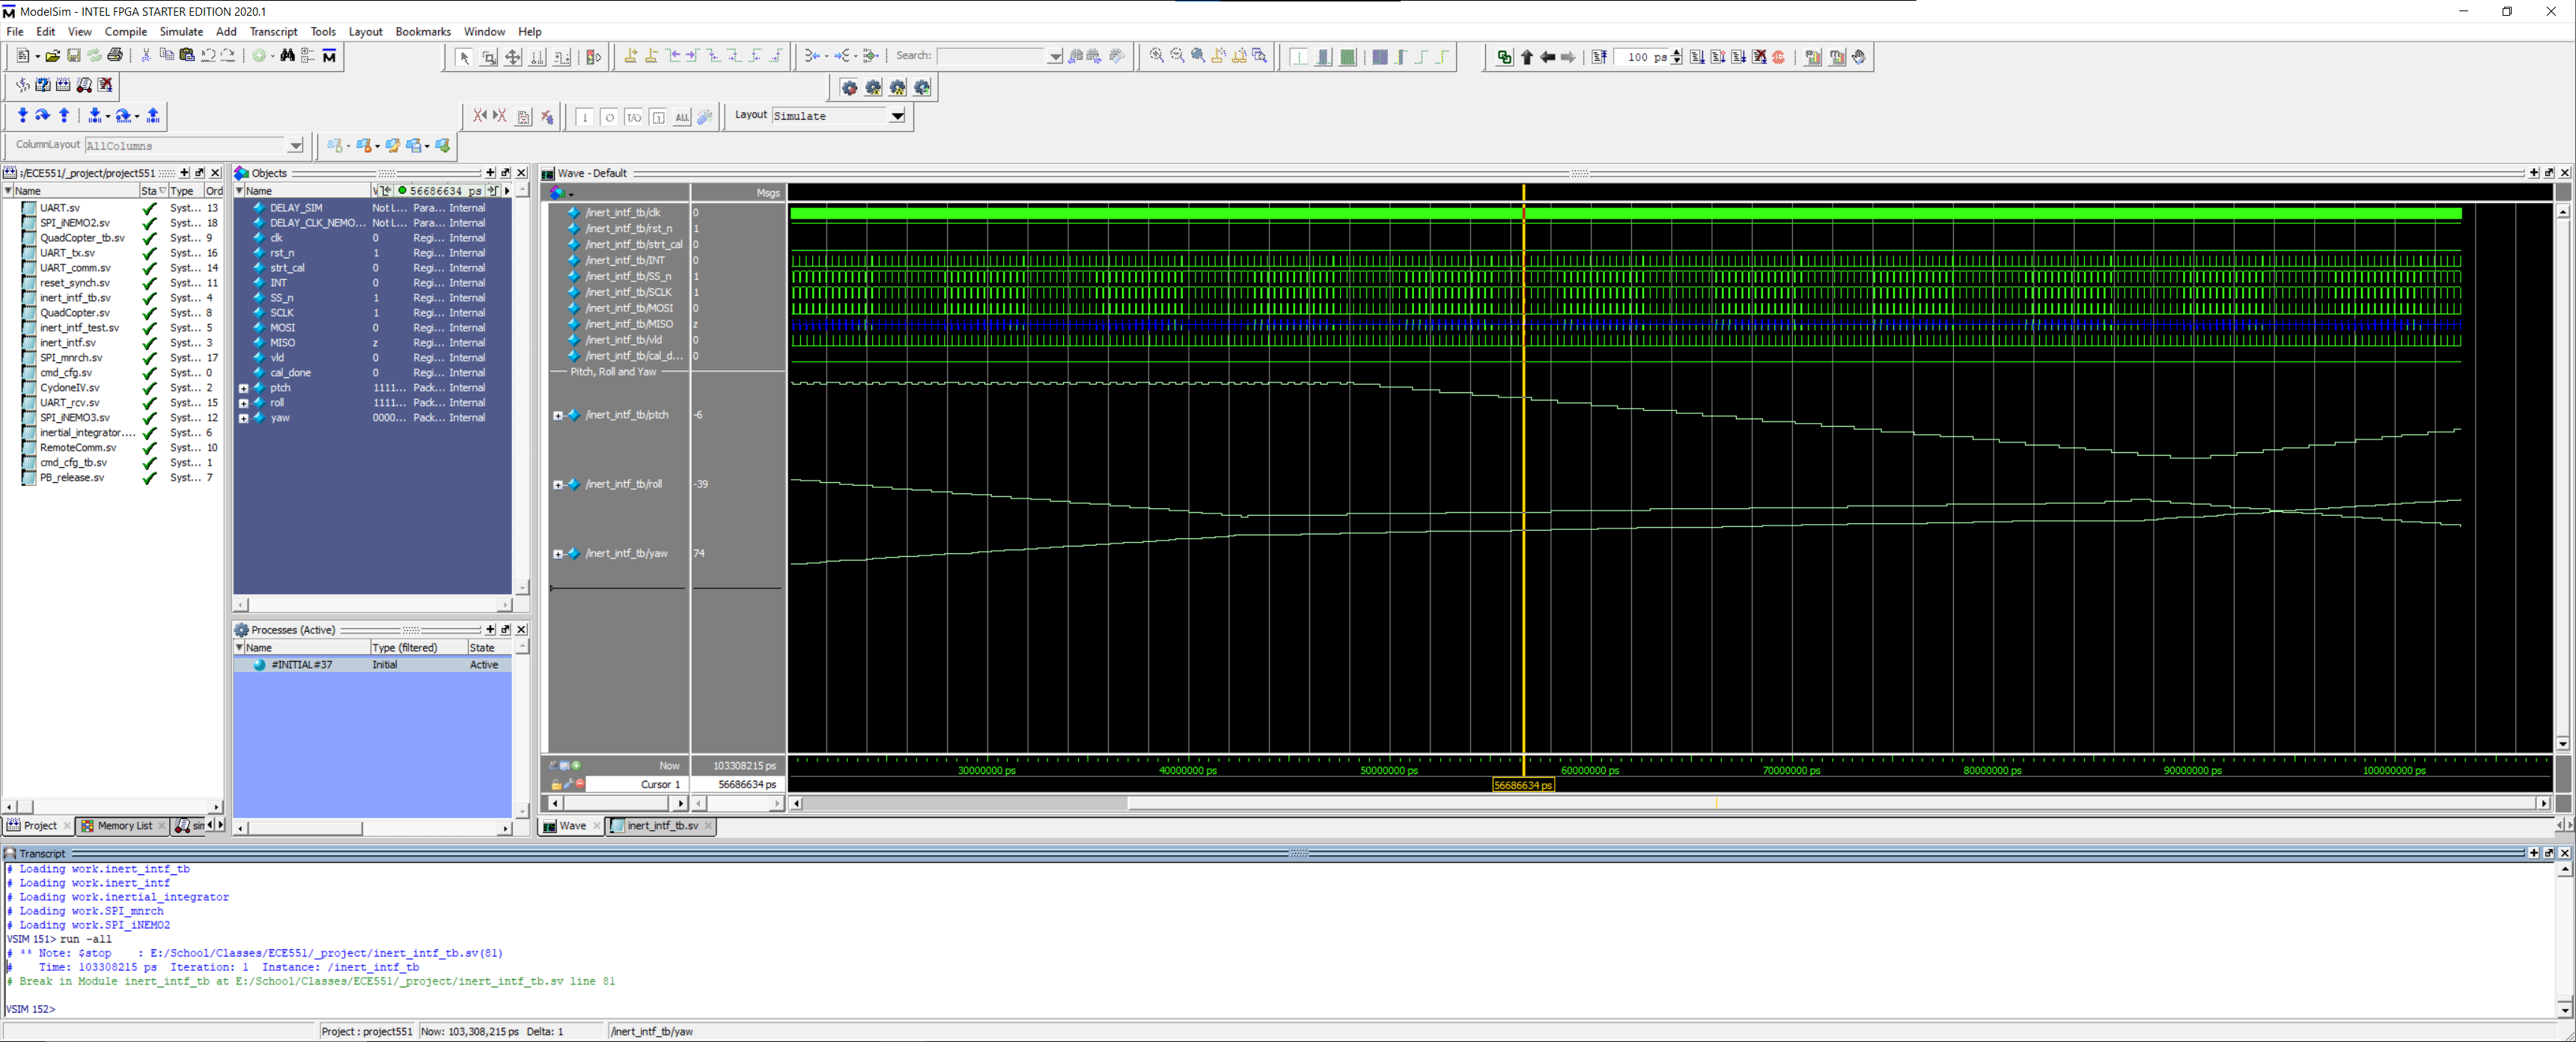 ModelSim - INTEL FPGA STARTER EDITION 2020.1
File Edit View Compile Simulate Add Transcript Tools Layout Bookmarks Window Help
Search:
100 ps
Layout Simulate
ColumnLayout AllColumns
:/ECE551/_project/project551
Name Sta Type Ord
UART.sv Syst... 13
SPI_iNEMO2.sv Syst... 18
QuadCopter_tb.sv Syst... 9
UART_tx.sv Syst... 16
UART_comm.sv Syst... 14
reset_synch.sv Syst... 11
inert_intf_tb.sv Syst... 4
QuadCopter.sv Syst... 8
inert_intf_test.sv Syst... 5
inert_intf.sv Syst... 3
SPI_mnrch.sv Syst... 17
cmd_cfg.sv Syst... 0
CycloneIV.sv Syst... 2
UART_rcv.sv Syst... 15
SPI_iNEMO3.sv Syst... 12
inertial_integrator.... Syst... 6
RemoteComm.sv Syst... 10
cmd_cfg_tb.sv Syst... 1
PB_release.sv Syst... 7
Project Memory List sim
Objects
Name 56686634 ps
DELAY_SIM Not L... Para... Internal
DELAY_CLK_NEMO... Not L... Para... Internal
clk 0 Regi... Internal
rst_n 1 Regi... Internal
strt_cal 0 Regi... Internal
INT 0 Regi... Internal
SS_n 1 Regi... Internal
SCLK 1 Regi... Internal
MOSI 0 Regi... Internal
MISO z Regi... Internal
vld 0 Regi... Internal
cal_done 0 Regi... Internal
ptch 1111... Pack... Internal
roll 1111... Pack... Internal
yaw 0000... Pack... Internal
Processes (Active)
Name Type (filtered) State
#INITIAL#37 Initial Active
Wave - Default
Msgs
/inert_intf_tb/clk 0
/inert_intf_tb/rst_n 1
/inert_intf_tb/strt_cal 0
/inert_intf_tb/INT 0
/inert_intf_tb/SS_n 1
/inert_intf_tb/SCLK 1
/inert_intf_tb/MOSI 0
/inert_intf_tb/MISO z
/inert_intf_tb/vld 0
/inert_intf_tb/cal_d... 0
Pitch, Roll and Yaw
/inert_intf_tb/ptch -6
/inert_intf_tb/roll -39
/inert_intf_tb/yaw 74
Now 103308215 ps
30000000 ps 40000000 ps 50000000 ps 60000000 ps 70000000 ps 80000000 ps 90000000 ps 100000000 ps
Cursor 1 56686634 ps
56686634 ps
Wave inert_intf_tb.sv
Transcript
# Loading work.inert_intf_tb
# Loading work.inert_intf
# Loading work.inertial_integrator
# Loading work.SPI_mnrch
# Loading work.SPI_iNEMO2
VSIM 151> run -all
# ** Note: $stop : E:/School/Classes/ECE551/_project/inert_intf_tb.sv(81)
# Time: 103308215 ps Iteration: 1 Instance: /inert_intf_tb
# Break in Module inert_intf_tb at E:/School/Classes/ECE551/_project/inert_intf_tb.sv line 81
VSIM 152>
Project : project551 Now: 103,308,215 ps Delta: 1 /inert_intf_tb/yaw